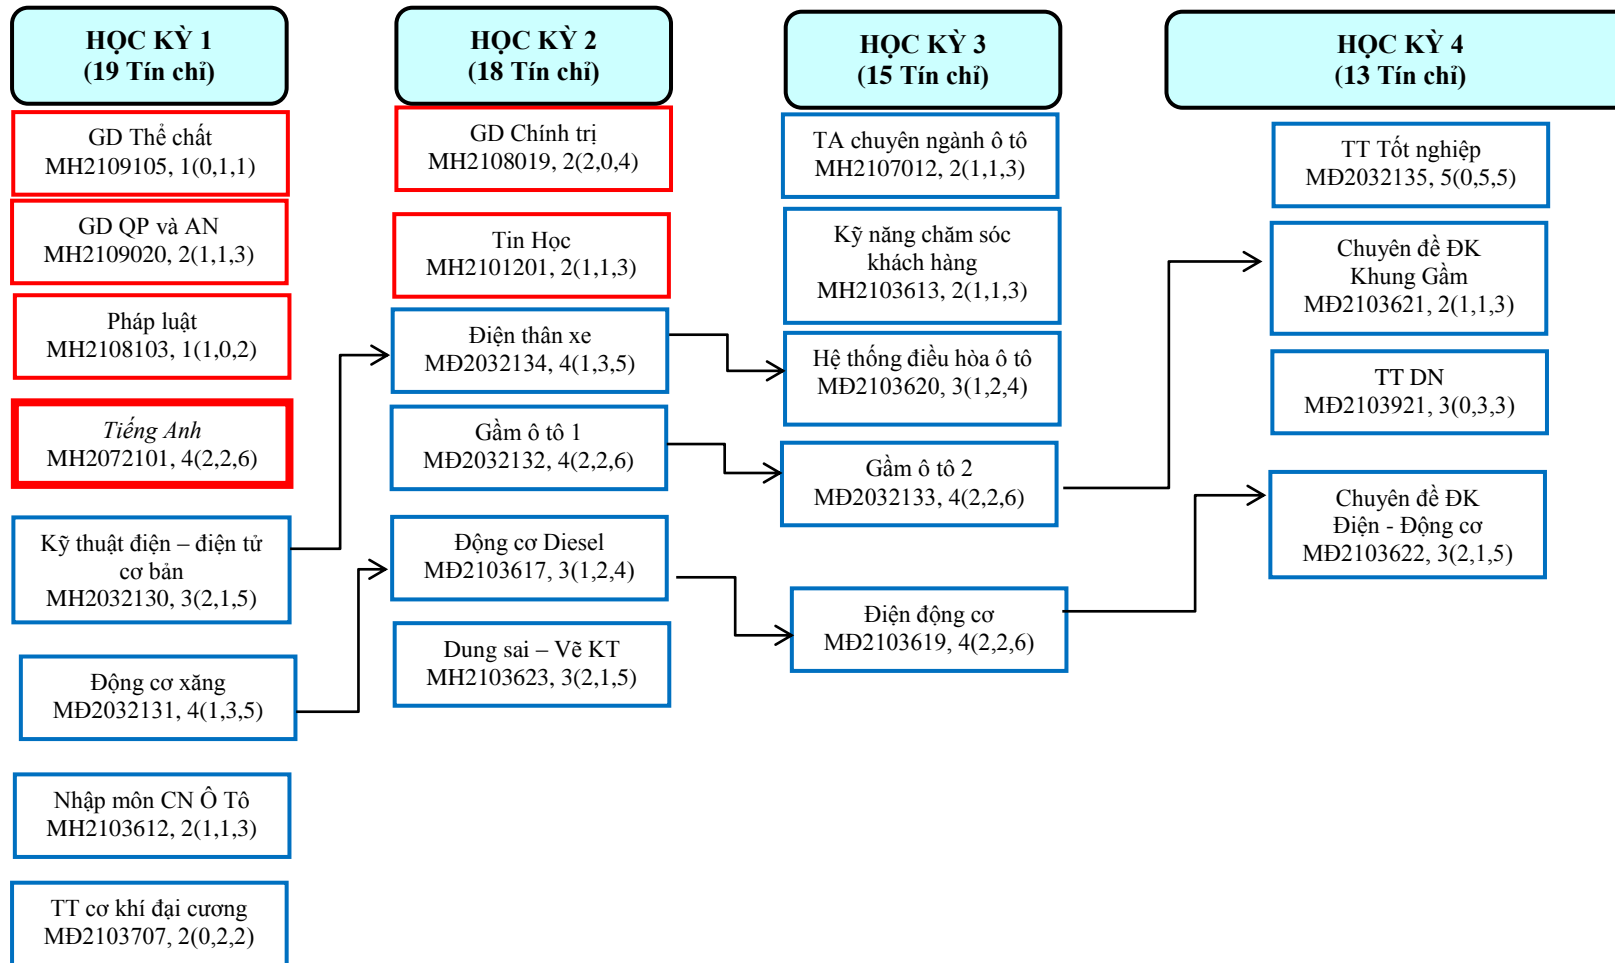 HỌC KỲ 1
(19 Tín chỉ)
GD Thể chất
MH2109105, 1(0,1,1)
GD QP và AN
MH2109020, 2(1,1,3)
Pháp luật
MH2108103, 1(1,0,2)
Tiếng Anh
MH2072101, 4(2,2,6)
Kỹ thuật điện – điện tử
cơ bản
MH2032130, 3(2,1,5)
Động cơ xăng
MĐ2032131, 4(1,3,5)
Nhập môn CN Ô Tô
MH2103612, 2(1,1,3)
TT cơ khí đại cương
MĐ2103707, 2(0,2,2)
HỌC KỲ 2
(18 Tín chỉ)
GD Chính trị
MH2108019, 2(2,0,4)
Tin Học
MH2101201, 2(1,1,3)
Điện thân xe
MĐ2032134, 4(1,3,5)
Gầm ô tô 1
MĐ2032132, 4(2,2,6)
Động cơ Diesel
MĐ2103617, 3(1,2,4)
Dung sai – Vẽ KT
MH2103623, 3(2,1,5)
HỌC KỲ 3
(15 Tín chỉ)
TA chuyên ngành ô tô
MH2107012, 2(1,1,3)
Kỹ năng chăm sóc
khách hàng
MH2103613, 2(1,1,3)
Hệ thống điều hòa ô tô
MĐ2103620, 3(1,2,4)
Gầm ô tô 2
MĐ2032133, 4(2,2,6)
Điện động cơ
MĐ2103619, 4(2,2,6)
HỌC KỲ 4
(13 Tín chỉ)
TT Tốt nghiệp
MĐ2032135, 5(0,5,5)
Chuyên đề ĐK
Khung Gầm
MĐ2103621, 2(1,1,3)
TT DN
MĐ2103921, 3(0,3,3)
Chuyên đề ĐK
Điện - Động cơ
MĐ2103622, 3(2,1,5)